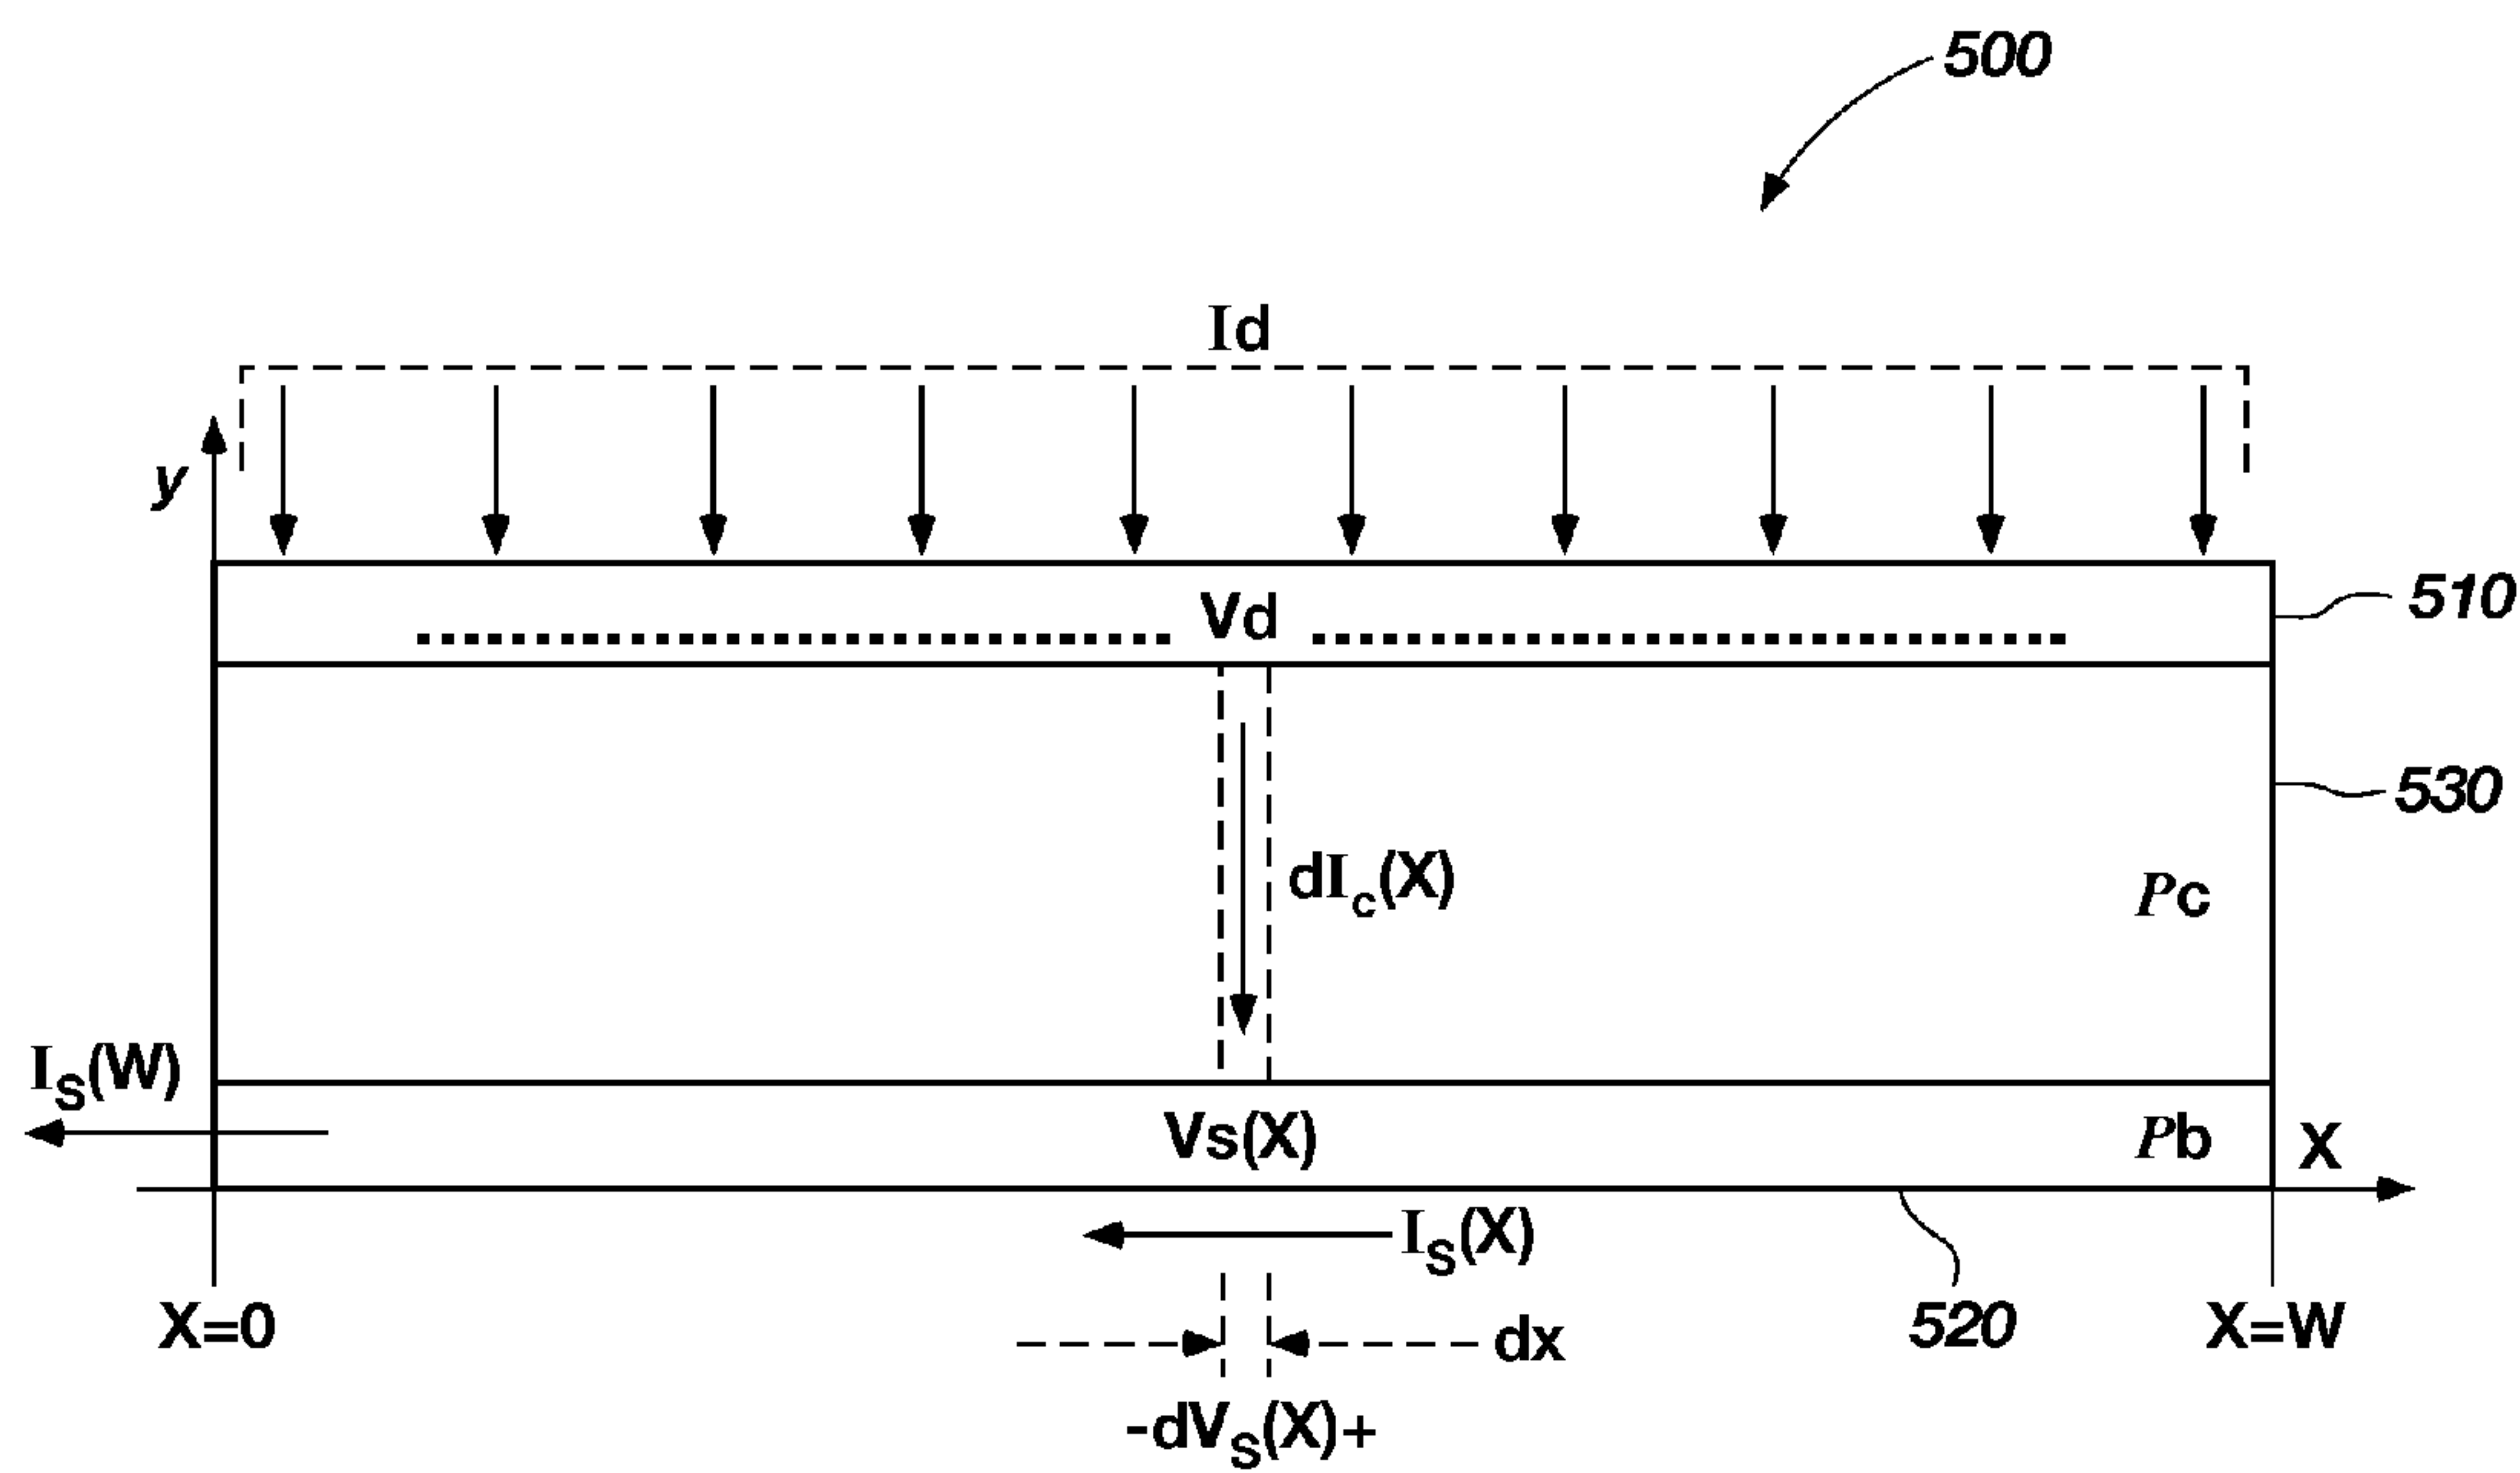 500
Id
y
Vd
510
530
dIc(X)
Pc
IS(W)
Vs(X)
Pb
X
IS(X)
X=0
dx
520
X=W
-dVS(X)+